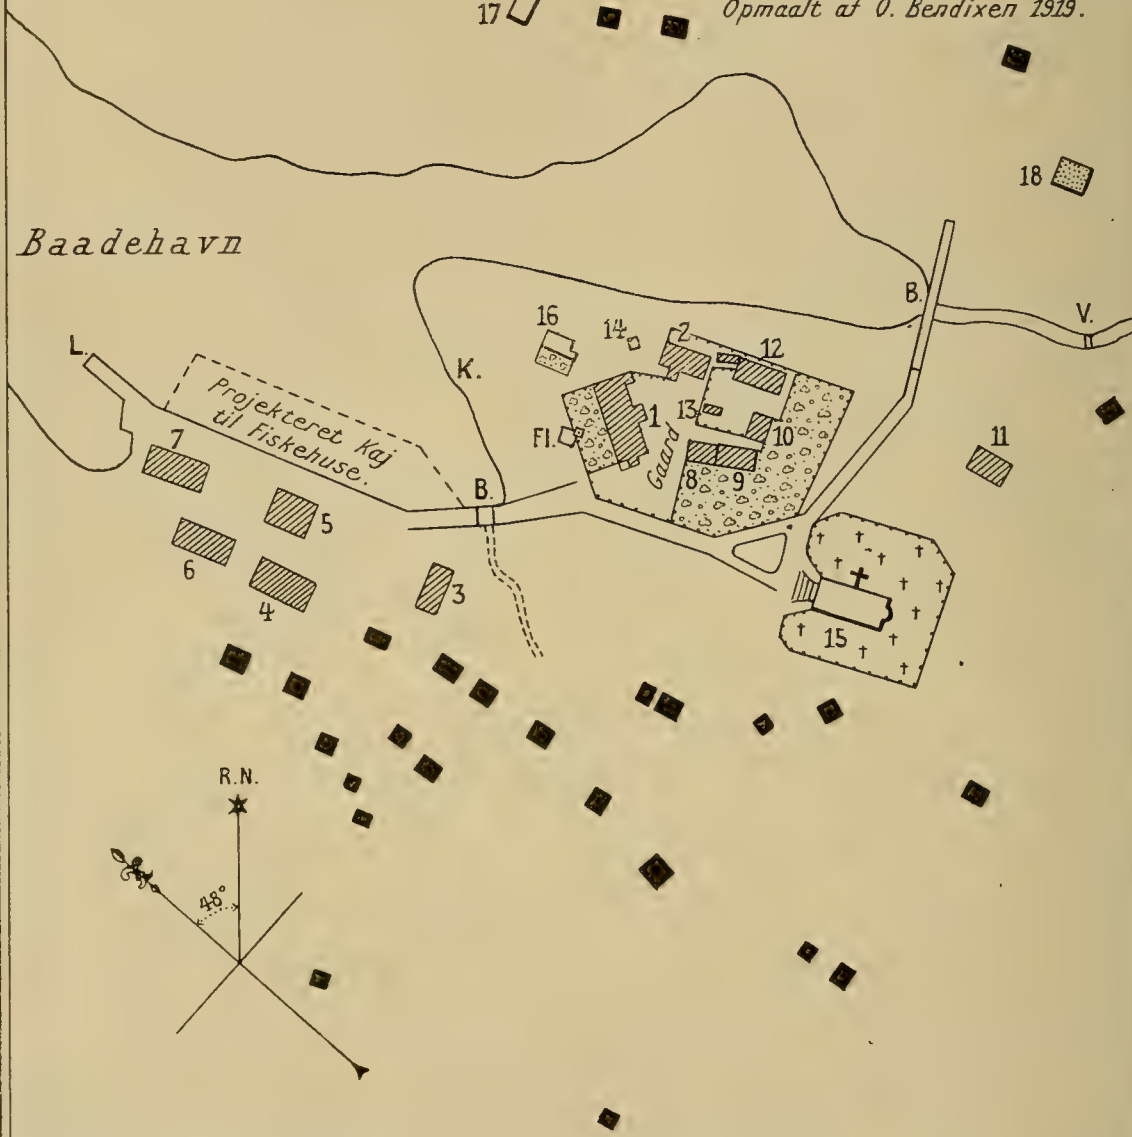 17
Opmaalt af O. Bendixen 1919.
18
Baadehavn
B.
V.
16
14
2
12
L.
K.
Projekteret Kaj
til Fiskehuse.
13
1
10
Fl.
Gaard
11
7
8
9
B.
5
6
4
3
15
R.N.
48°